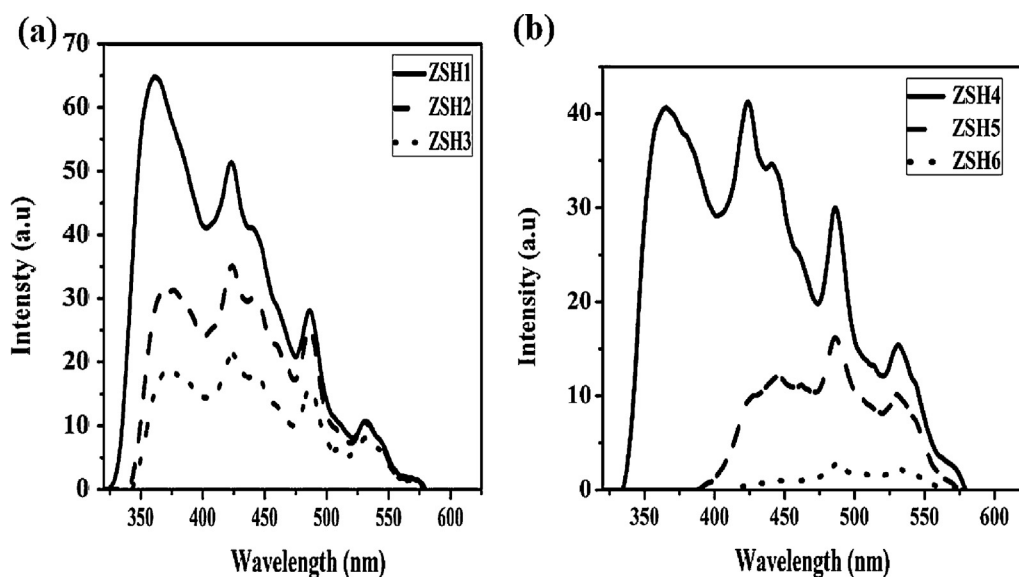 (a)
70
60
50
40
30
20
10
0
Intensty (a.u)
ZSH1
ZSH2
ZSH3
350 400 450 500 550 600
Wavelength (nm)
(b)
40
30
20
10
0
Intensity (a.u)
ZSH4
ZSH5
ZSH6
350 400 450 500 550 600
Wavelength (nm)